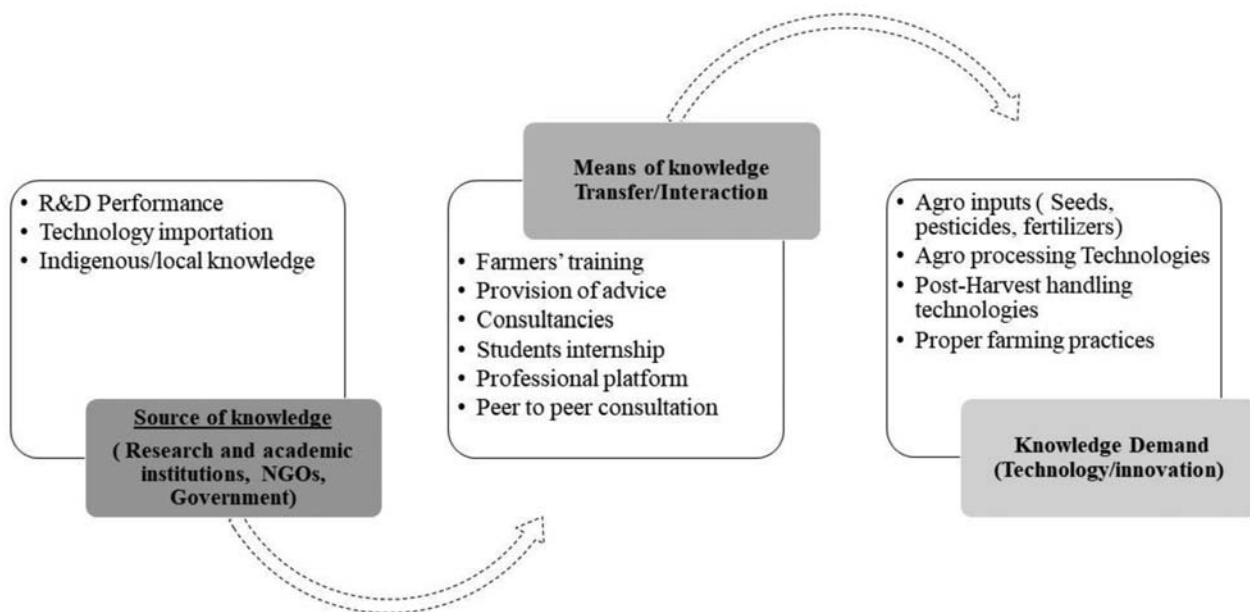 • R&D Performance
• Technology importation
• Indigenous/local knowledge
Source of knowledge
( Research and academic
institutions, NGOs,
Government)
Means of knowledge
Transfer/Interaction
• Farmers’ training
• Provision of advice
• Consultancies
• Students internship
• Professional platform
• Peer to peer consultation
• Agro inputs ( Seeds,
pesticides, fertilizers)
• Agro processing Technologies
• Post-Harvest handling
technologies
• Proper farming practices
Knowledge Demand
(Technology/innovation)